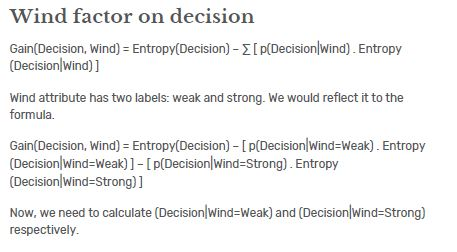 Wind factor on decision
Gain(Decision, Wind) = Entropy(Decision) – ∑ [ p(Decision|Wind) . Entropy
(Decision|Wind) ]
Wind attribute has two labels: weak and strong. We would reflect it to the
formula.
Gain(Decision, Wind) = Entropy(Decision) – [ p(Decision|Wind=Weak) . Entropy
(Decision|Wind=Weak) ] – [ p(Decision|Wind=Strong) . Entropy
(Decision|Wind=Strong) ]
Now, we need to calculate (Decision|Wind=Weak) and (Decision|Wind=Strong)
respectively.